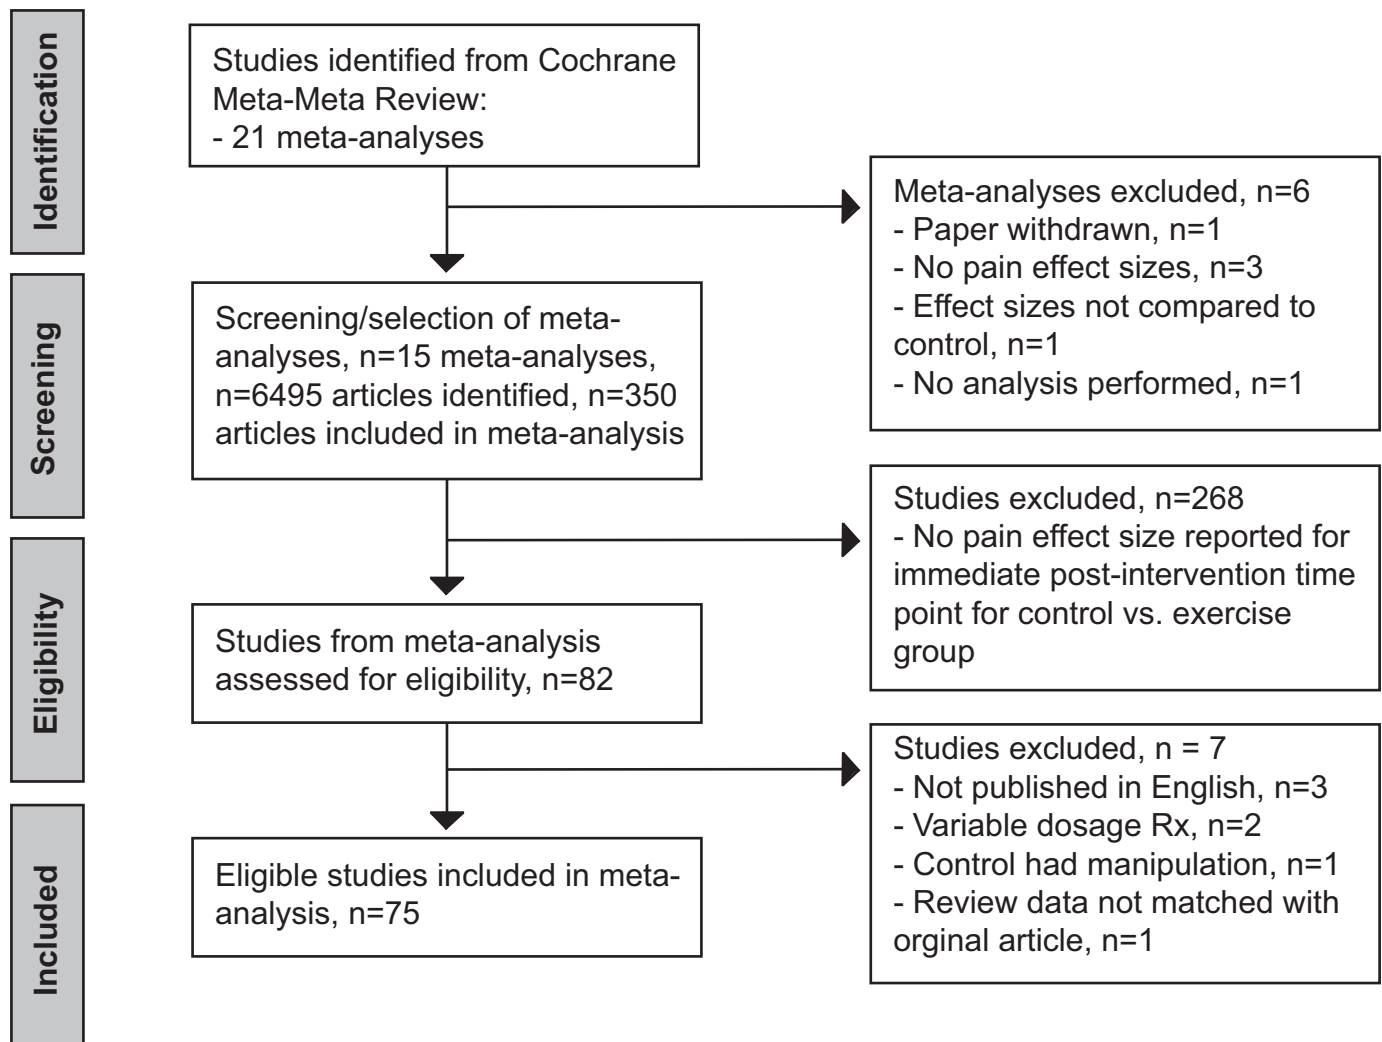 Identification
Studies identified from Cochrane
Meta-Meta Review:
- 21 meta-analyses
Meta-analyses excluded, n=6
- Paper withdrawn, n=1
- No pain effect sizes, n=3
- Effect sizes not compared to
control, n=1
- No analysis performed, n=1
Screening
Screening/selection of meta-
analyses, n=15 meta-analyses,
n=6495 articles identified, n=350
articles included in meta-analysis
Studies excluded, n=268
- No pain effect size reported for
immediate post-intervention time
point for control vs. exercise
group
Eligibility
Studies from meta-analysis
assessed for eligibility, n=82
Studies excluded, n = 7
- Not published in English, n=3
- Variable dosage Rx, n=2
- Control had manipulation, n=1
- Review data not matched with
orginal article, n=1
Included
Eligible studies included in meta-
analysis, n=75